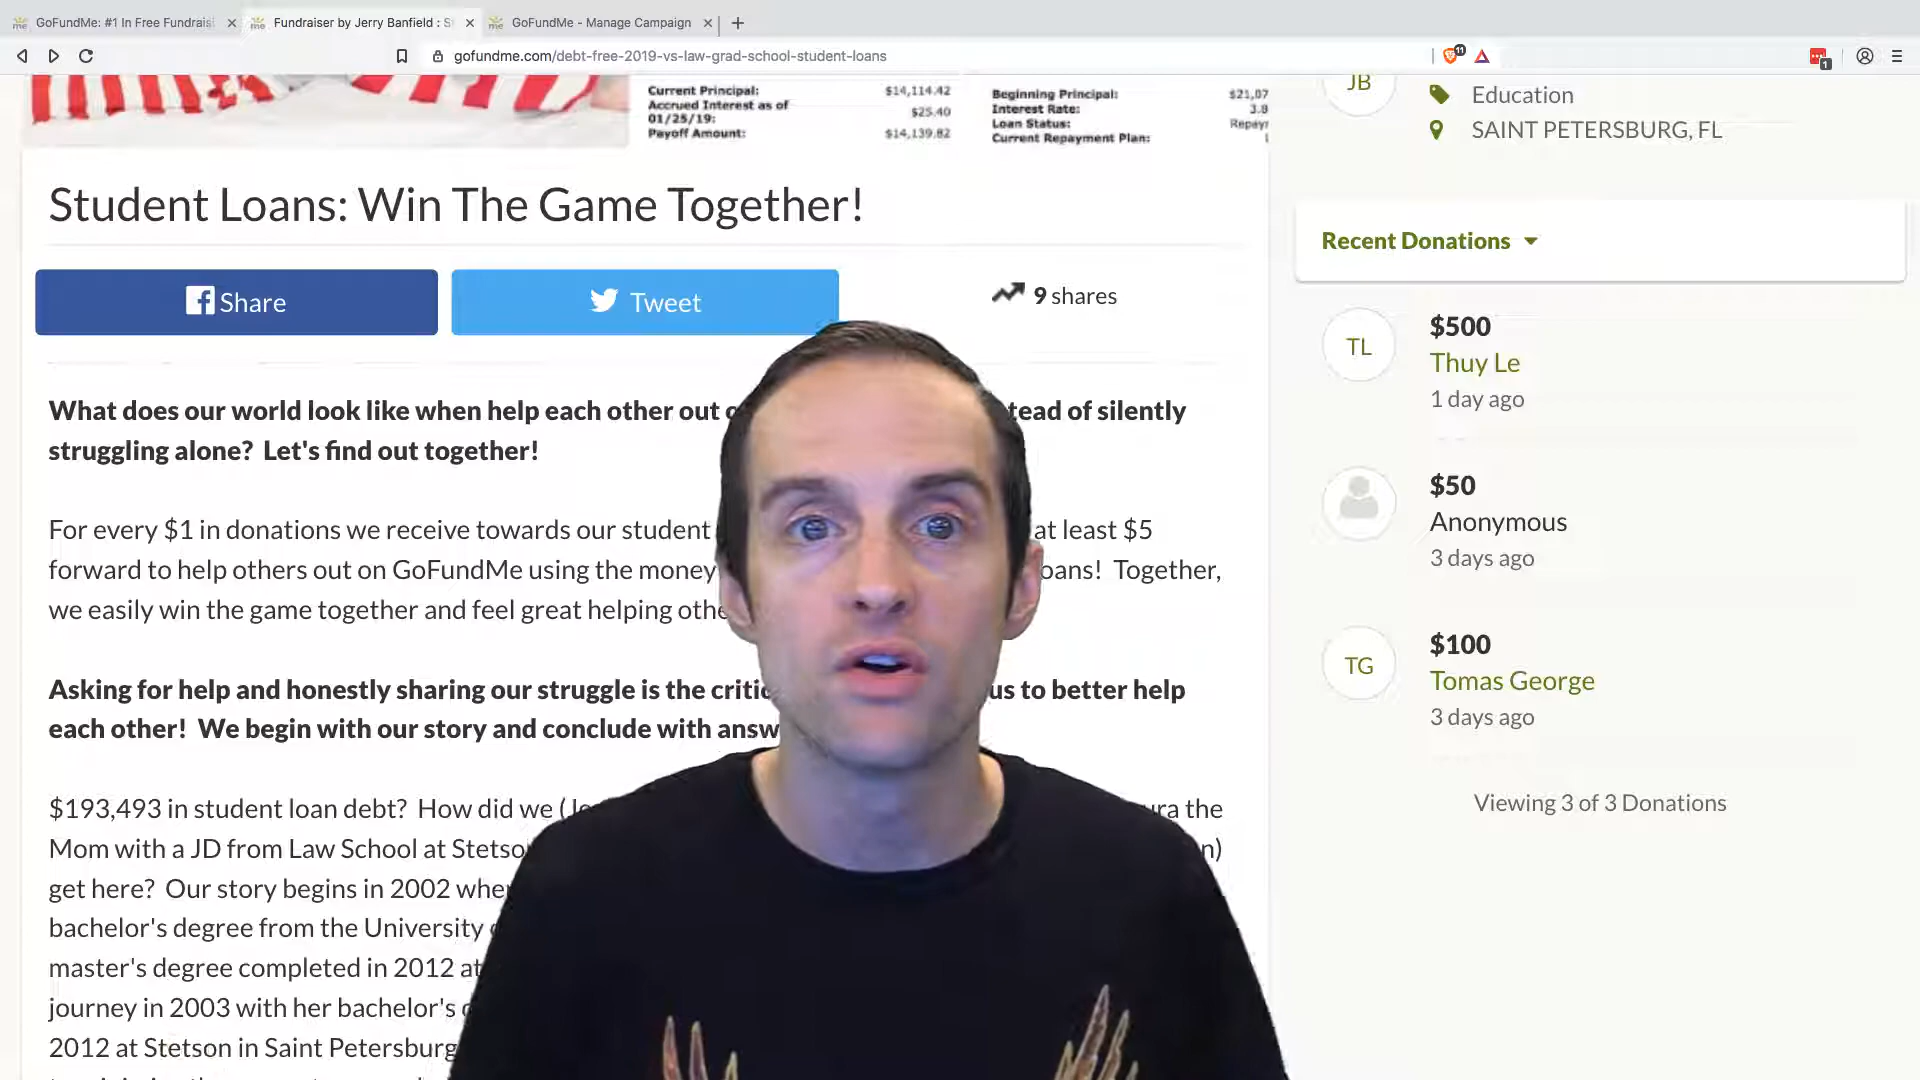 GoFundMe: #1 In Free Fundrais
Fundraiser by Jerry Banfield : S
GoFundMe - Manage Campaign
gofundme.com/debt-free-2019-vs-law-grad-school-student-loans
11
1
Current Principal: $14,114.42
Accrued Interest as of 01/25/19: $25.40
Payoff Amount: $14,139.82
Beginning Principal: $21,87
Interest Rate: 3.8
Loan Status: Repayr
Current Repayment Plan:
JB
Education
SAINT PETERSBURG, FL
Student Loans: Win The Game Together!
Share
Tweet
9 shares
What does our world look like when help each other out o tead of silently
struggling alone? Let's find out together!
For every $1 in donations we receive towards our student at least $5
forward to help others out on GoFundMe using the money oans! Together,
we easily win the game together and feel great helping othe
Asking for help and honestly sharing our struggle is the critic us to better help
each other! We begin with our story and conclude with answ
$193,493 in student loan debt? How did we (Je ura the
Mom with a JD from Law School at Stetso n)
get here? Our story begins in 2002 whe
bachelor's degree from the University
master's degree completed in 2012 at
journey in 2003 with her bachelor's
2012 at Stetson in Saint Petersburg
Recent Donations
TL
$500
Thuy Le
1 day ago
$50
Anonymous
3 days ago
TG
$100
Tomas George
3 days ago
Viewing 3 of 3 Donations